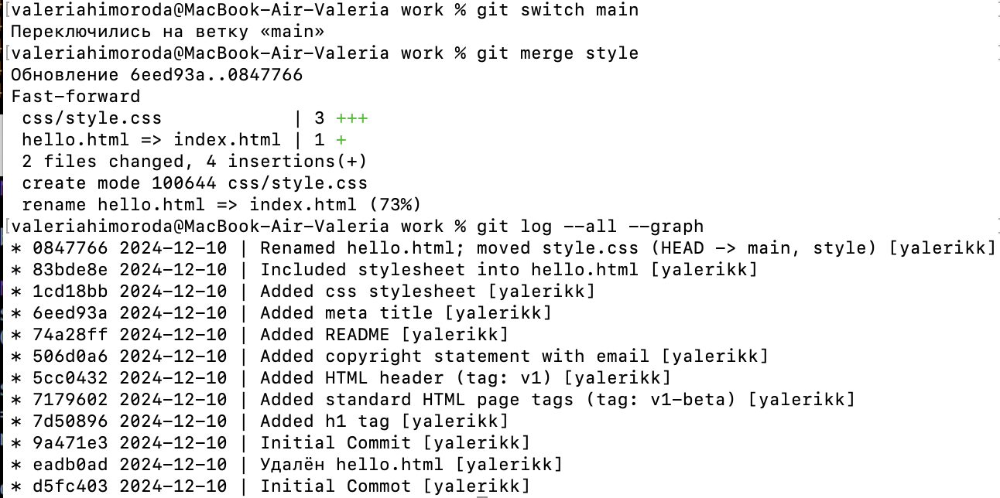 [valeriahimoroda@MacBook-Air-Valeria work % git switch main
Переключились на ветку «main»
[valeriahimoroda@MacBook-Air-Valeria work % git merge style
Обновление 6eed93a..0847766
Fast-forward
 css/style.css            | 3 +++
 hello.html => index.html | 1 +
 2 files changed, 4 insertions(+)
 create mode 100644 css/style.css
 rename hello.html => index.html (73%)
[valeriahimoroda@MacBook-Air-Valeria work % git log --all --graph
* 0847766 2024-12-10 | Renamed hello.html; moved style.css (HEAD -> main, style) [yalerikk]
* 83bde8e 2024-12-10 | Included stylesheet into hello.html [yalerikk]
* 1cd18bb 2024-12-10 | Added css stylesheet [yalerikk]
* 6eed93a 2024-12-10 | Added meta title [yalerikk]
* 74a28ff 2024-12-10 | Added README [yalerikk]
* 506d0a6 2024-12-10 | Added copyright statement with email [yalerikk]
* 5cc0432 2024-12-10 | Added HTML header (tag: v1) [yalerikk]
* 7179602 2024-12-10 | Added standard HTML page tags (tag: v1-beta) [yalerikk]
* 7d50896 2024-12-10 | Added h1 tag [yalerikk]
* 9a471e3 2024-12-10 | Initial Commit [yalerikk]
* eadb0ad 2024-12-10 | Удалён hello.html [yalerikk]
* d5fc403 2024-12-10 | Initial Commot [yalerikk]